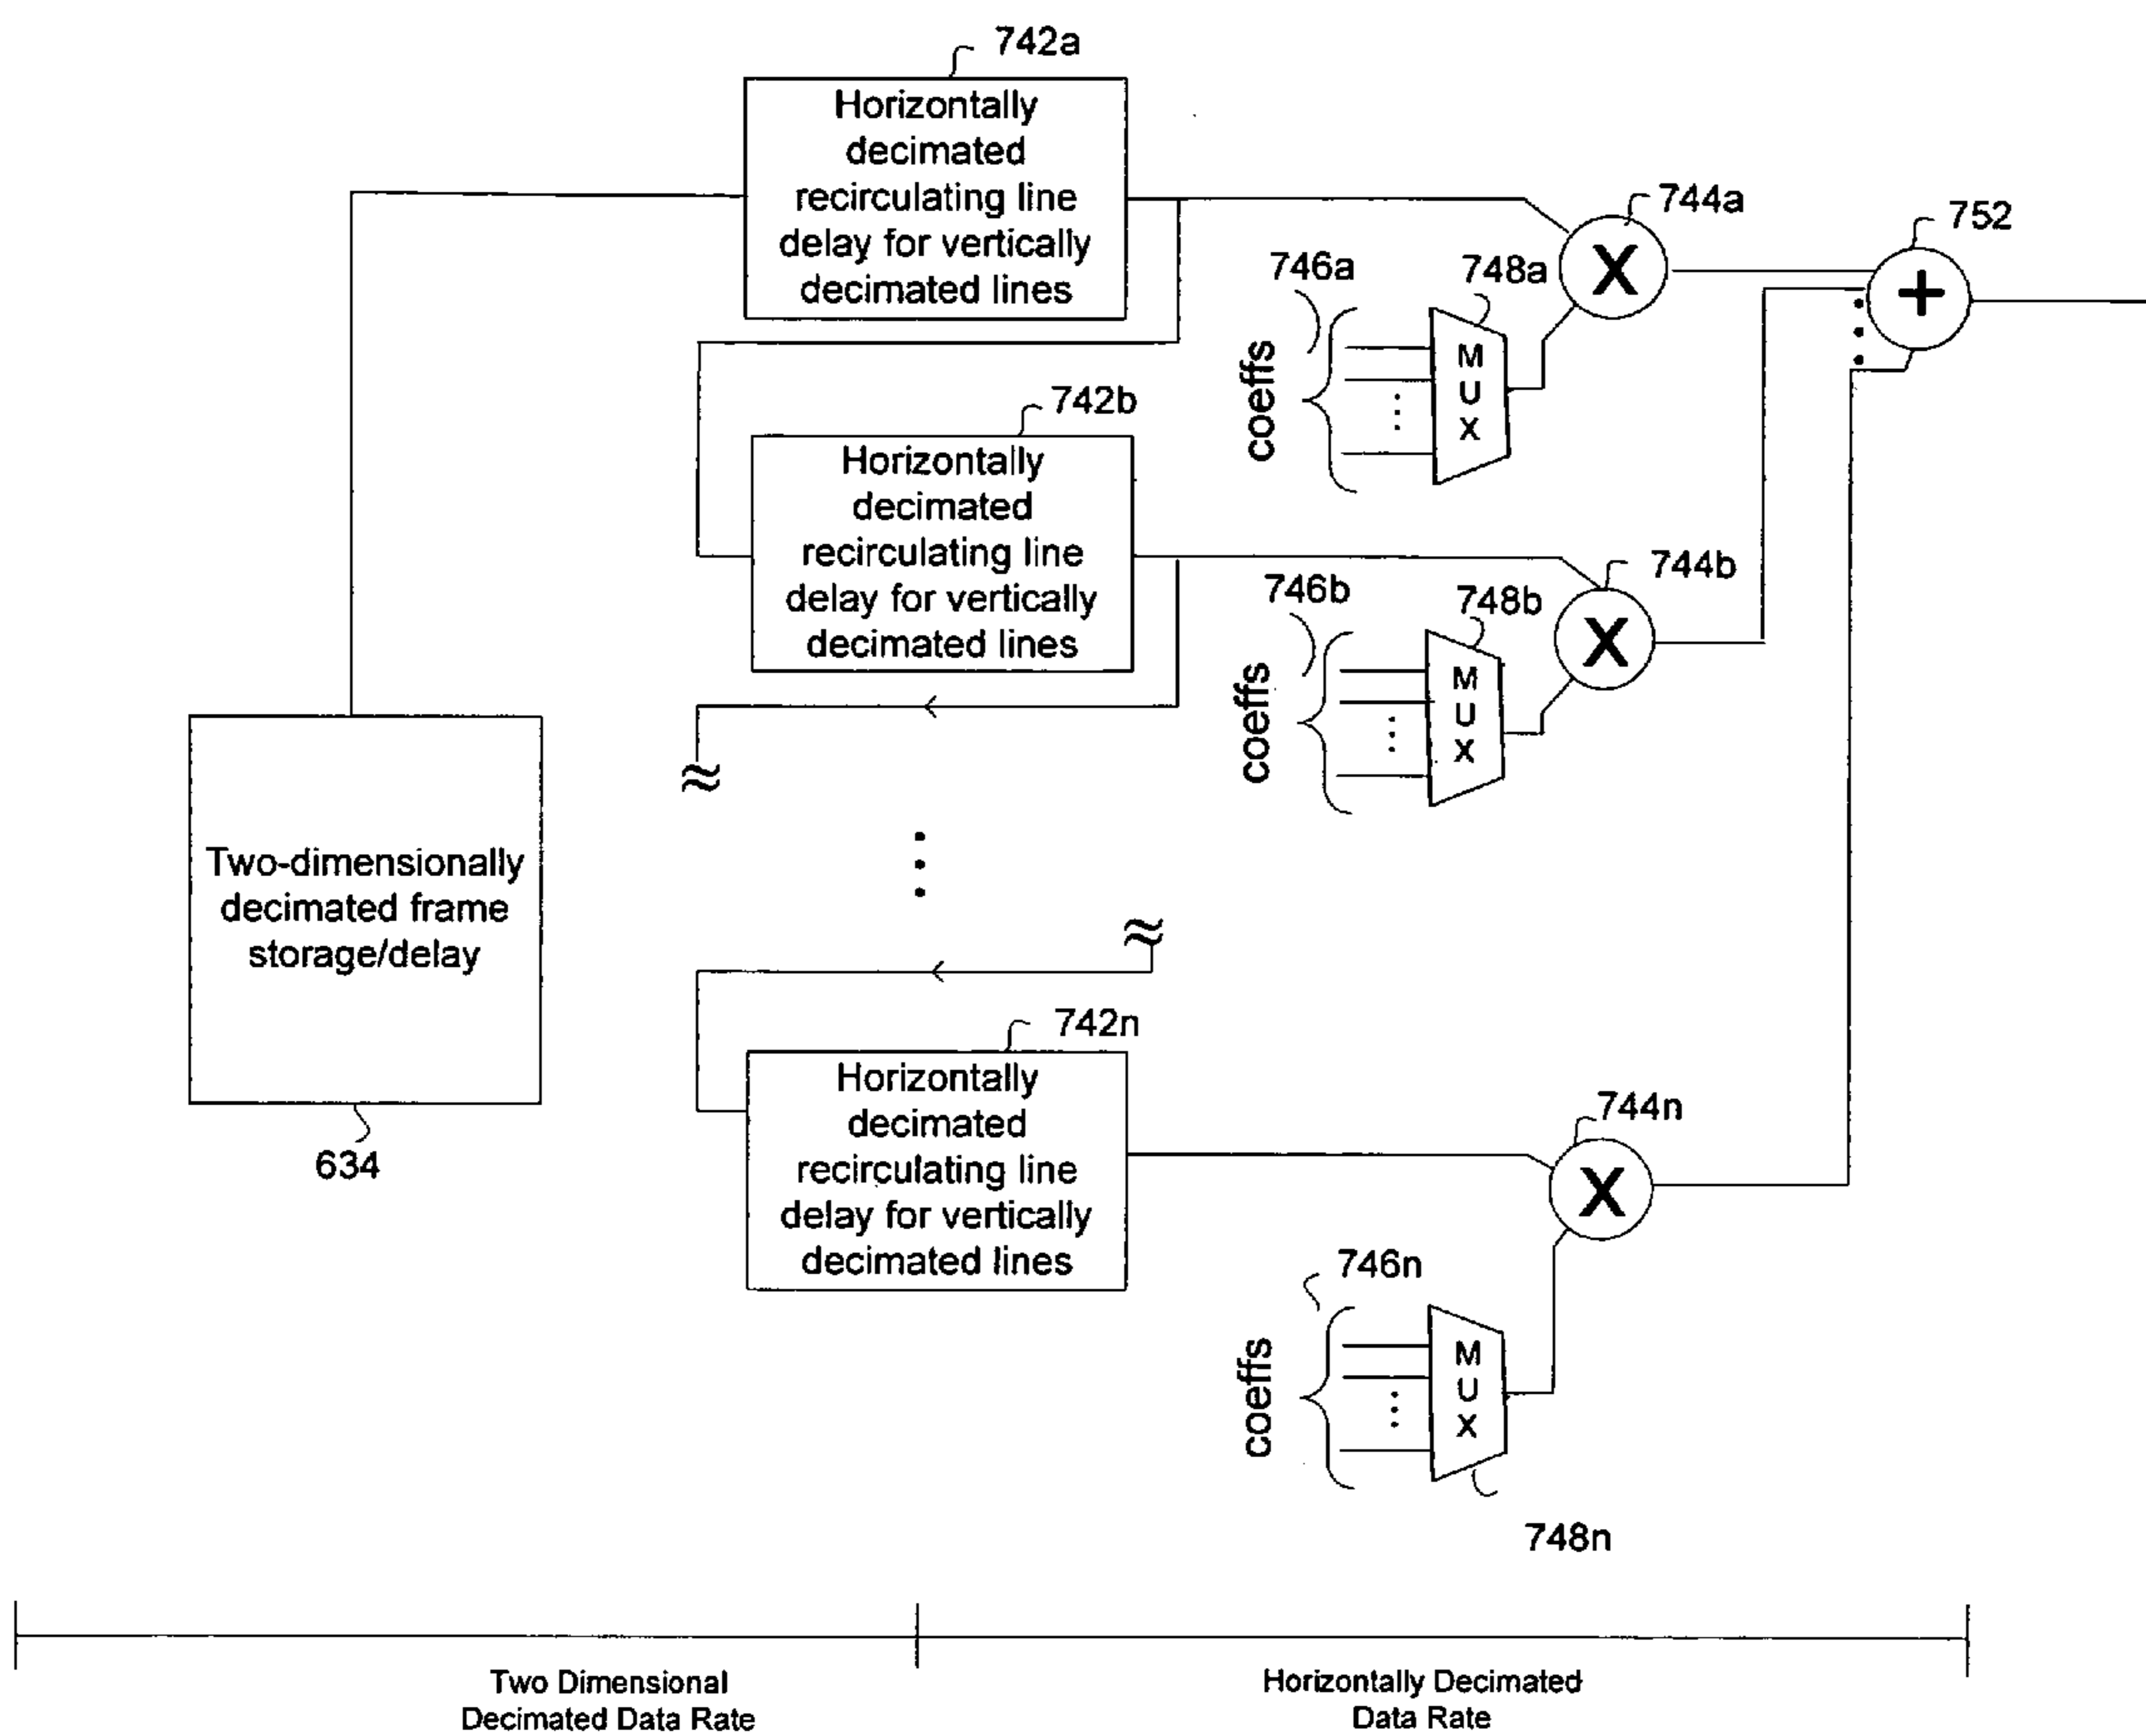 742a
Horizontally
decimated
recirculating line
delay for vertically
decimated lines
744a
752
X
+
746a
748a
coeffs
M
U
X
742b
Horizontally
decimated
recirculating line
delay for vertically
decimated lines
744b
X
746b
748b
coeffs
M
U
X
Two-dimensionally
decimated frame
storage/delay
634
742n
Horizontally
decimated
recirculating line
delay for vertically
decimated lines
744n
X
746n
coeffs
M
U
X
748n
Two Dimensional
Decimated Data Rate
Horizontally Decimated
Data Rate